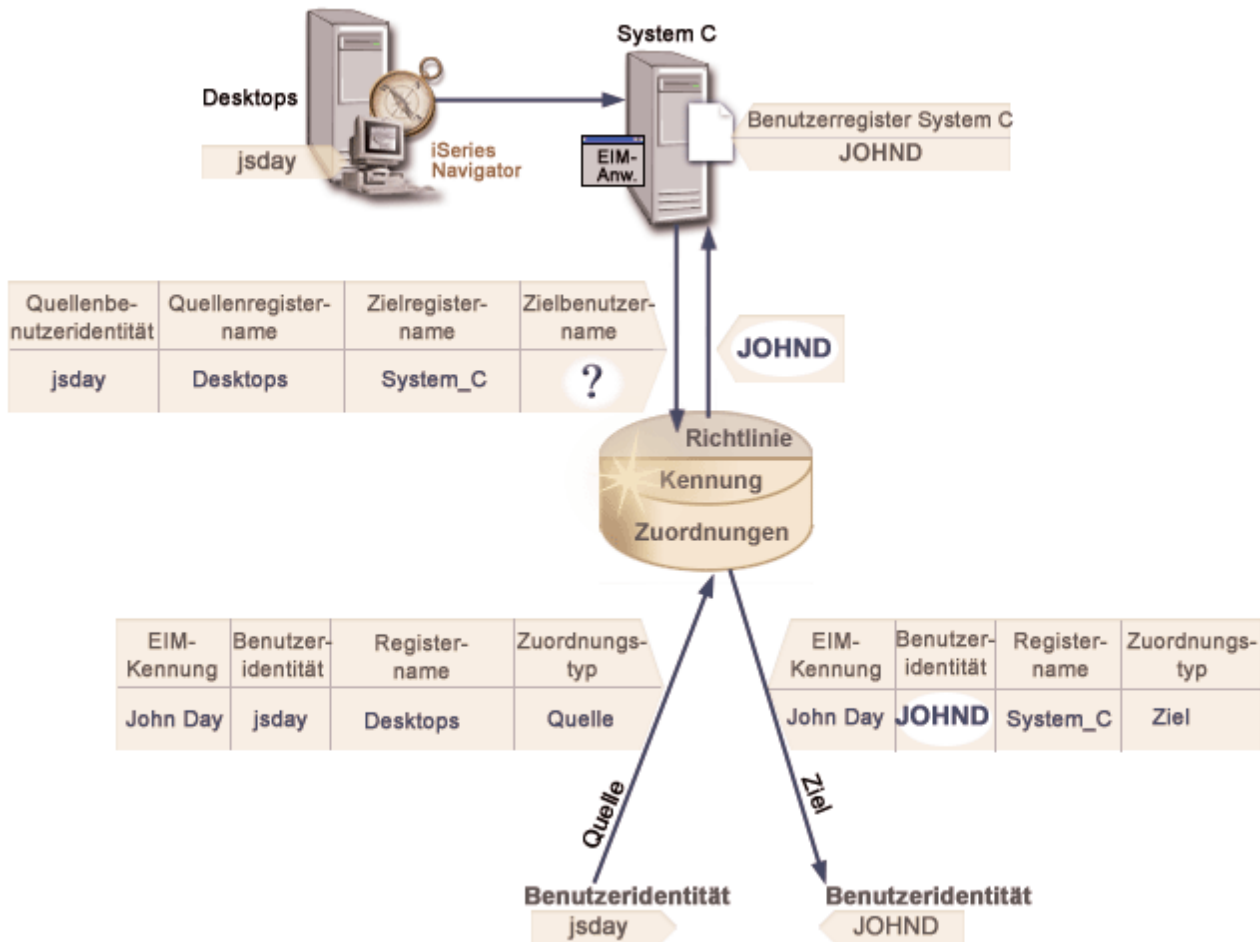 System C
Desktops
jsday
iSeries
Navigator
EIM-
Anw.
Benutzerregister System C
JOHND
Quellenbe-
nutzeridentität
Quellenregister-
name
Zielregister-
name
Zielbenutzer-
name
jsday
Desktops
System_C
?
JOHND
Richtlinie
Kennung
Zuordnungen
EIM-
Kennung
Benutzer-
identität
Register-
name
Zuordnungs-
typ
John Day
jsday
Desktops
Quelle
EIM-
Kennung
Benutzer-
identität
Register-
name
Zuordnungs-
typ
John Day
JOHND
System_C
Ziel
Quelle
Ziel
Benutzeridentität
jsday
Benutzeridentität
JOHND